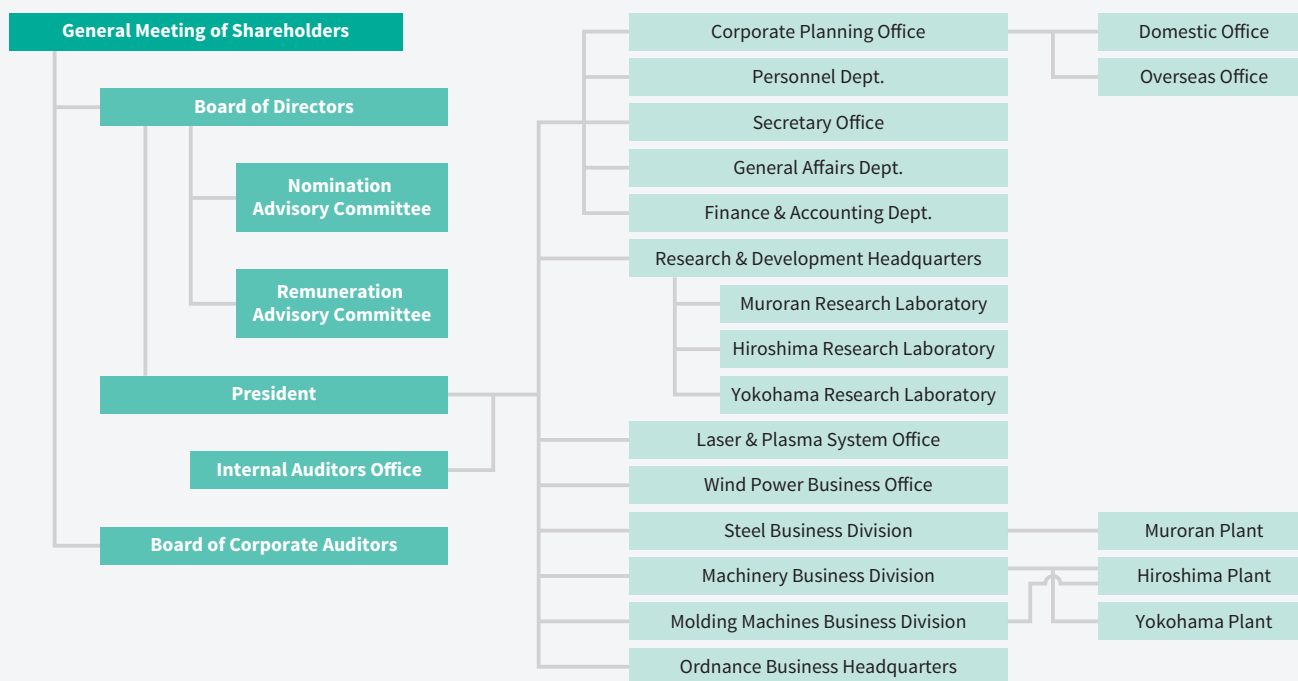 General Meeting of Shareholders
Board of Directors
Nomination
Advisory Committee
Remuneration
Advisory Committee
President
Internal Auditors Office
Board of Corporate Auditors
Corporate Planning Office
Personnel Dept.
Secretary Office
General Affairs Dept.
Finance & Accounting Dept.
Research & Development Headquarters
Muroran Research Laboratory
Hiroshima Research Laboratory
Yokohama Research Laboratory
Laser & Plasma System Office
Wind Power Business Office
Steel Business Division
Machinery Business Division
Molding Machines Business Division
Ordnance Business Headquarters
Domestic Office
Overseas Office
Muroran Plant
Hiroshima Plant
Yokohama Plant